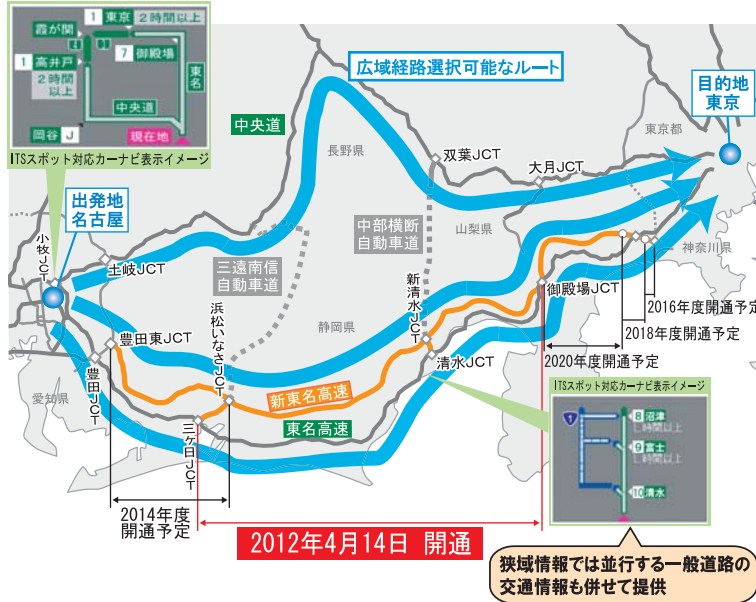 1 東京 2時間以上
霞が関
7 御殿場
1 高井戸
2時間
以上
東名
中央道
岡谷 J
現在地
ITSスポット対応カーナビ表示イメージ
広域経路選択可能なルート
目的地
東京
中央道
長野県
双葉JCT
大月JCT
東京都
出発地
名古屋
小牧JCT
土岐JCT
三遠南信
自動車道
中部横断
自動車道
山梨県
神奈川県
新清水JCT
御殿場JCT
2016年度開通予定
2018年度開通予定
2020年度開通予定
静岡県
浜松いなさJCT
豊田東JCT
清水JCT
豊田JCT
愛知県
新東名高速
東名高速
三ヶ日JCT
2014年度
開通予定
2012年4月14日 開通
ITSスポット対応カーナビ表示イメージ
1
8 沼津
1時間以上
9 富士
1時間以上
10 清水
狭域情報では並行する一般道路の
交通情報も併せて提供